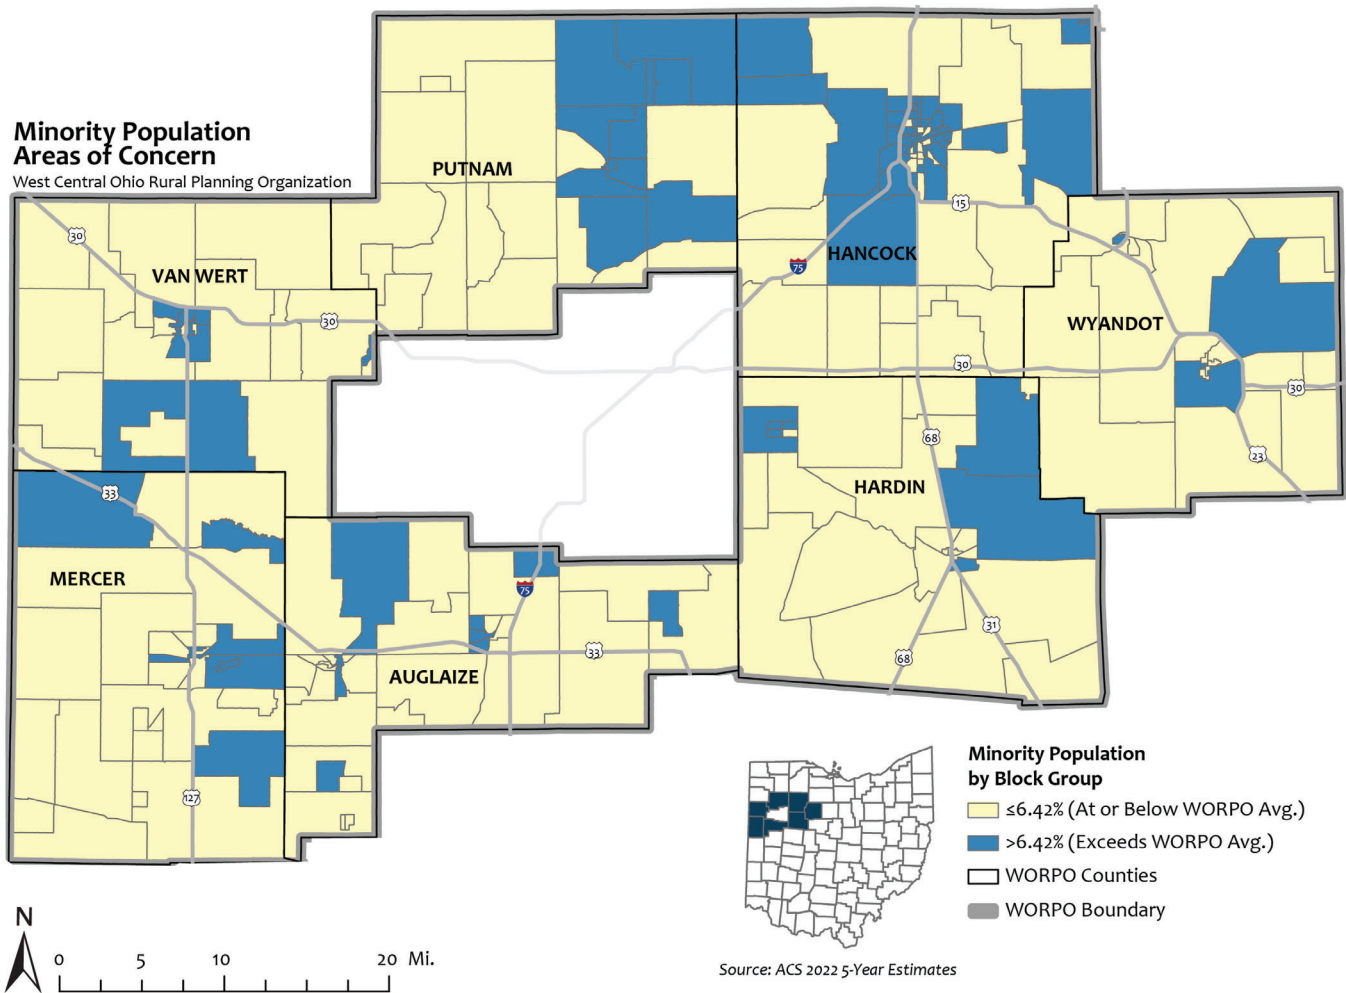 Minority Population
Areas of Concern
West Central Ohio Rural Planning Organization
PUTNAM
15
HANCOCK
75
30
VAN WERT
30
WYANDOT
30
30
68
23
HARDIN
33
MERCER
75
31
33
68
AUGLAIZE
127
Minority Population
by Block Group
≤6.42% (At or Below WORPO Avg.)
>6.42% (Exceeds WORPO Avg.)
WORPO Counties
WORPO Boundary
N
0 5 10 20 Mi.
Source: ACS 2022 5-Year Estimates
127